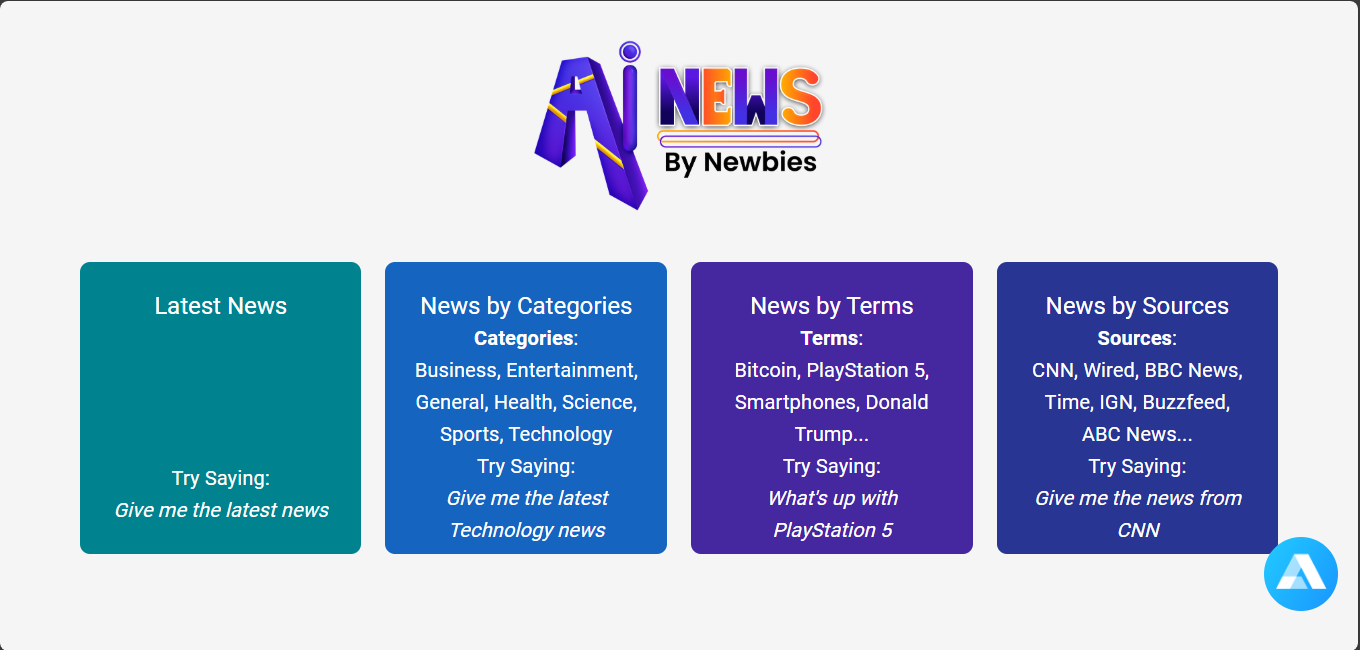 Ai NEWS
By Newbies
Latest News
Try Saying:
Give me the latest news
News by Categories
Categories:
Business, Entertainment,
General, Health, Science,
Sports, Technology
Try Saying:
Give me the latest
Technology news
News by Terms
Terms:
Bitcoin, PlayStation 5,
Smartphones, Donald
Trump...
Try Saying:
What's up with
PlayStation 5
News by Sources
Sources:
CNN, Wired, BBC News,
Time, IGN, Buzzfeed,
ABC News...
Try Saying:
Give me the news from
CNN